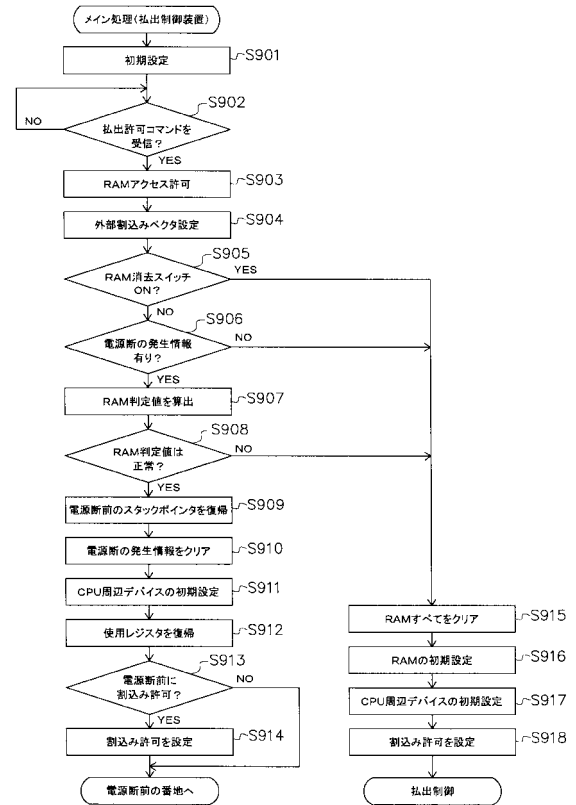 メイン処理(払出制御装置)
初期設定
S901
S902
払出許可コマンドを
受信?
NO
YES
RAMアクセス許可
S903
外部割込みベクタ設定
S904
S905
RAM消去スイッチ
ON?
YES
NO
S906
電源断の発生情報
有り?
NO
YES
RAM判定値を算出
S907
S908
RAM判定値は
正常?
NO
YES
電源断前のスタックポインタを復帰
S909
電源断の発生情報をクリア
S910
CPU周辺デバイスの初期設定
S911
使用レジスタを復帰
S912
S913
電源断前に
割込み許可?
NO
YES
割込み許可を設定
S914
電源断前の番地へ
RAMすべてをクリア
S915
RAMの初期設定
S916
CPU周辺デバイスの初期設定
S917
割込み許可を設定
S918
払出制御